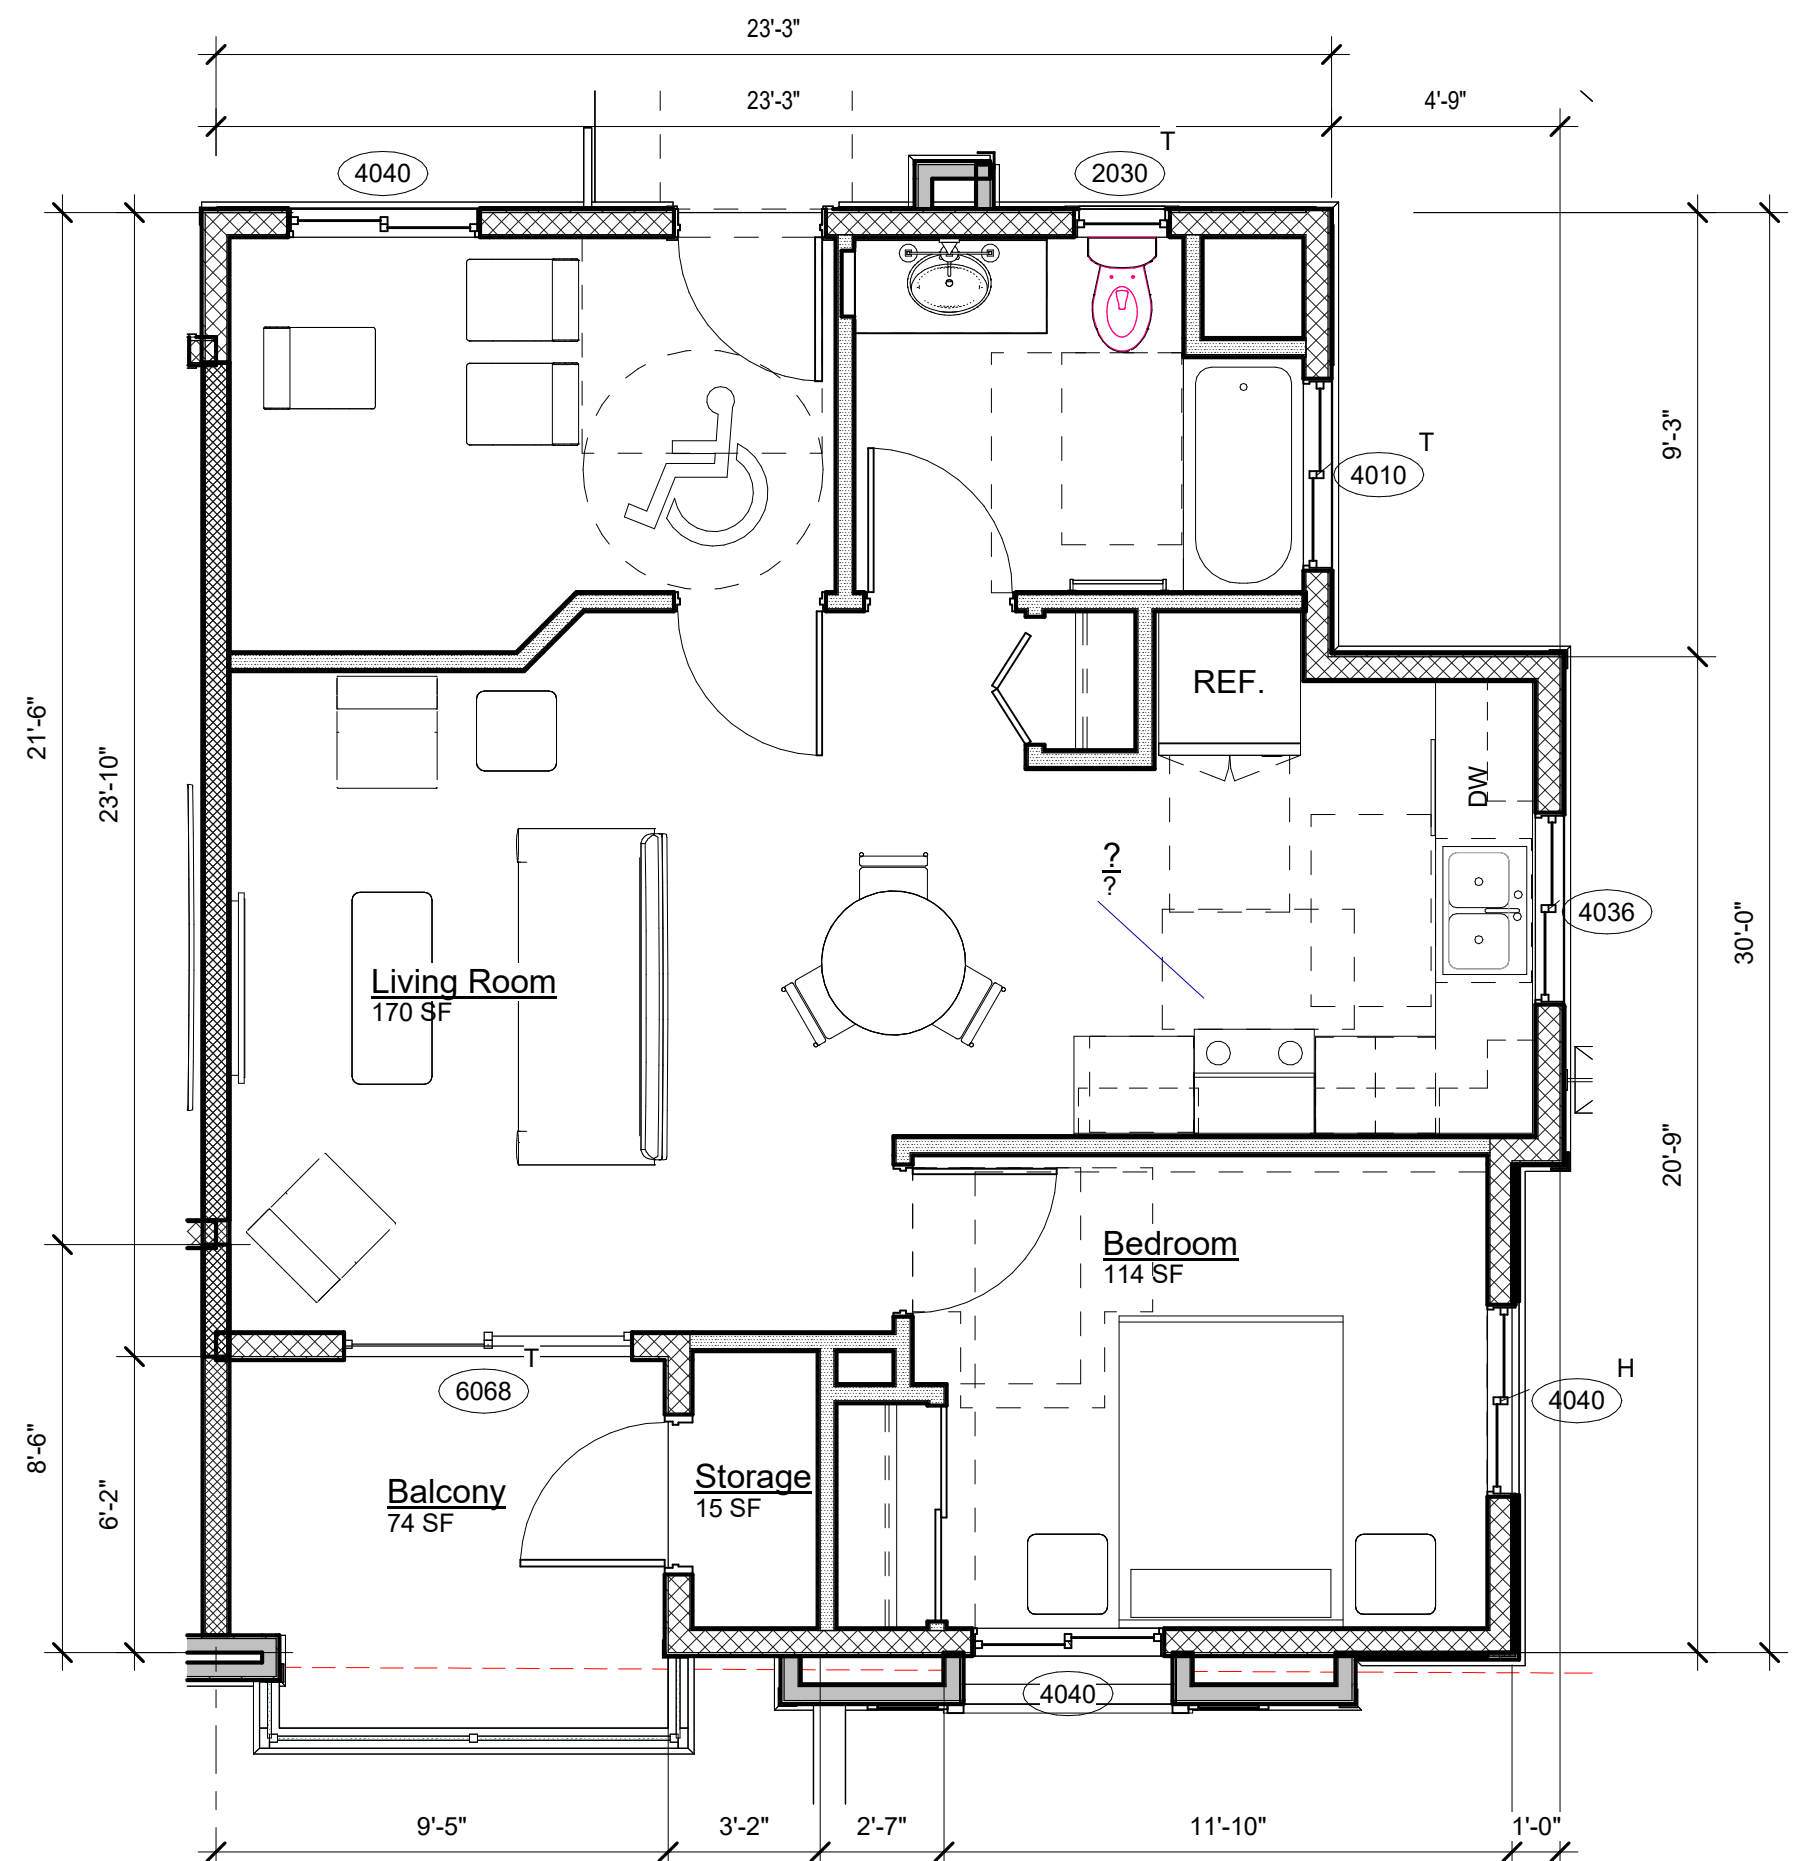 23'-3"
23'-3"
4'-9"
T
4040
2030
T
4010
9'-3"
REF.
21'-6"
23'-10"
DW
?
?
4036
30'-0"
Living Room
170 SF
20'-9"
Bedroom
114 SF
T
6068
H
4040
8'-6"
6'-2"
Balcony
74 SF
Storage
15 SF
4040
9'-5"
3'-2"
2'-7"
11'-10"
1'-0"